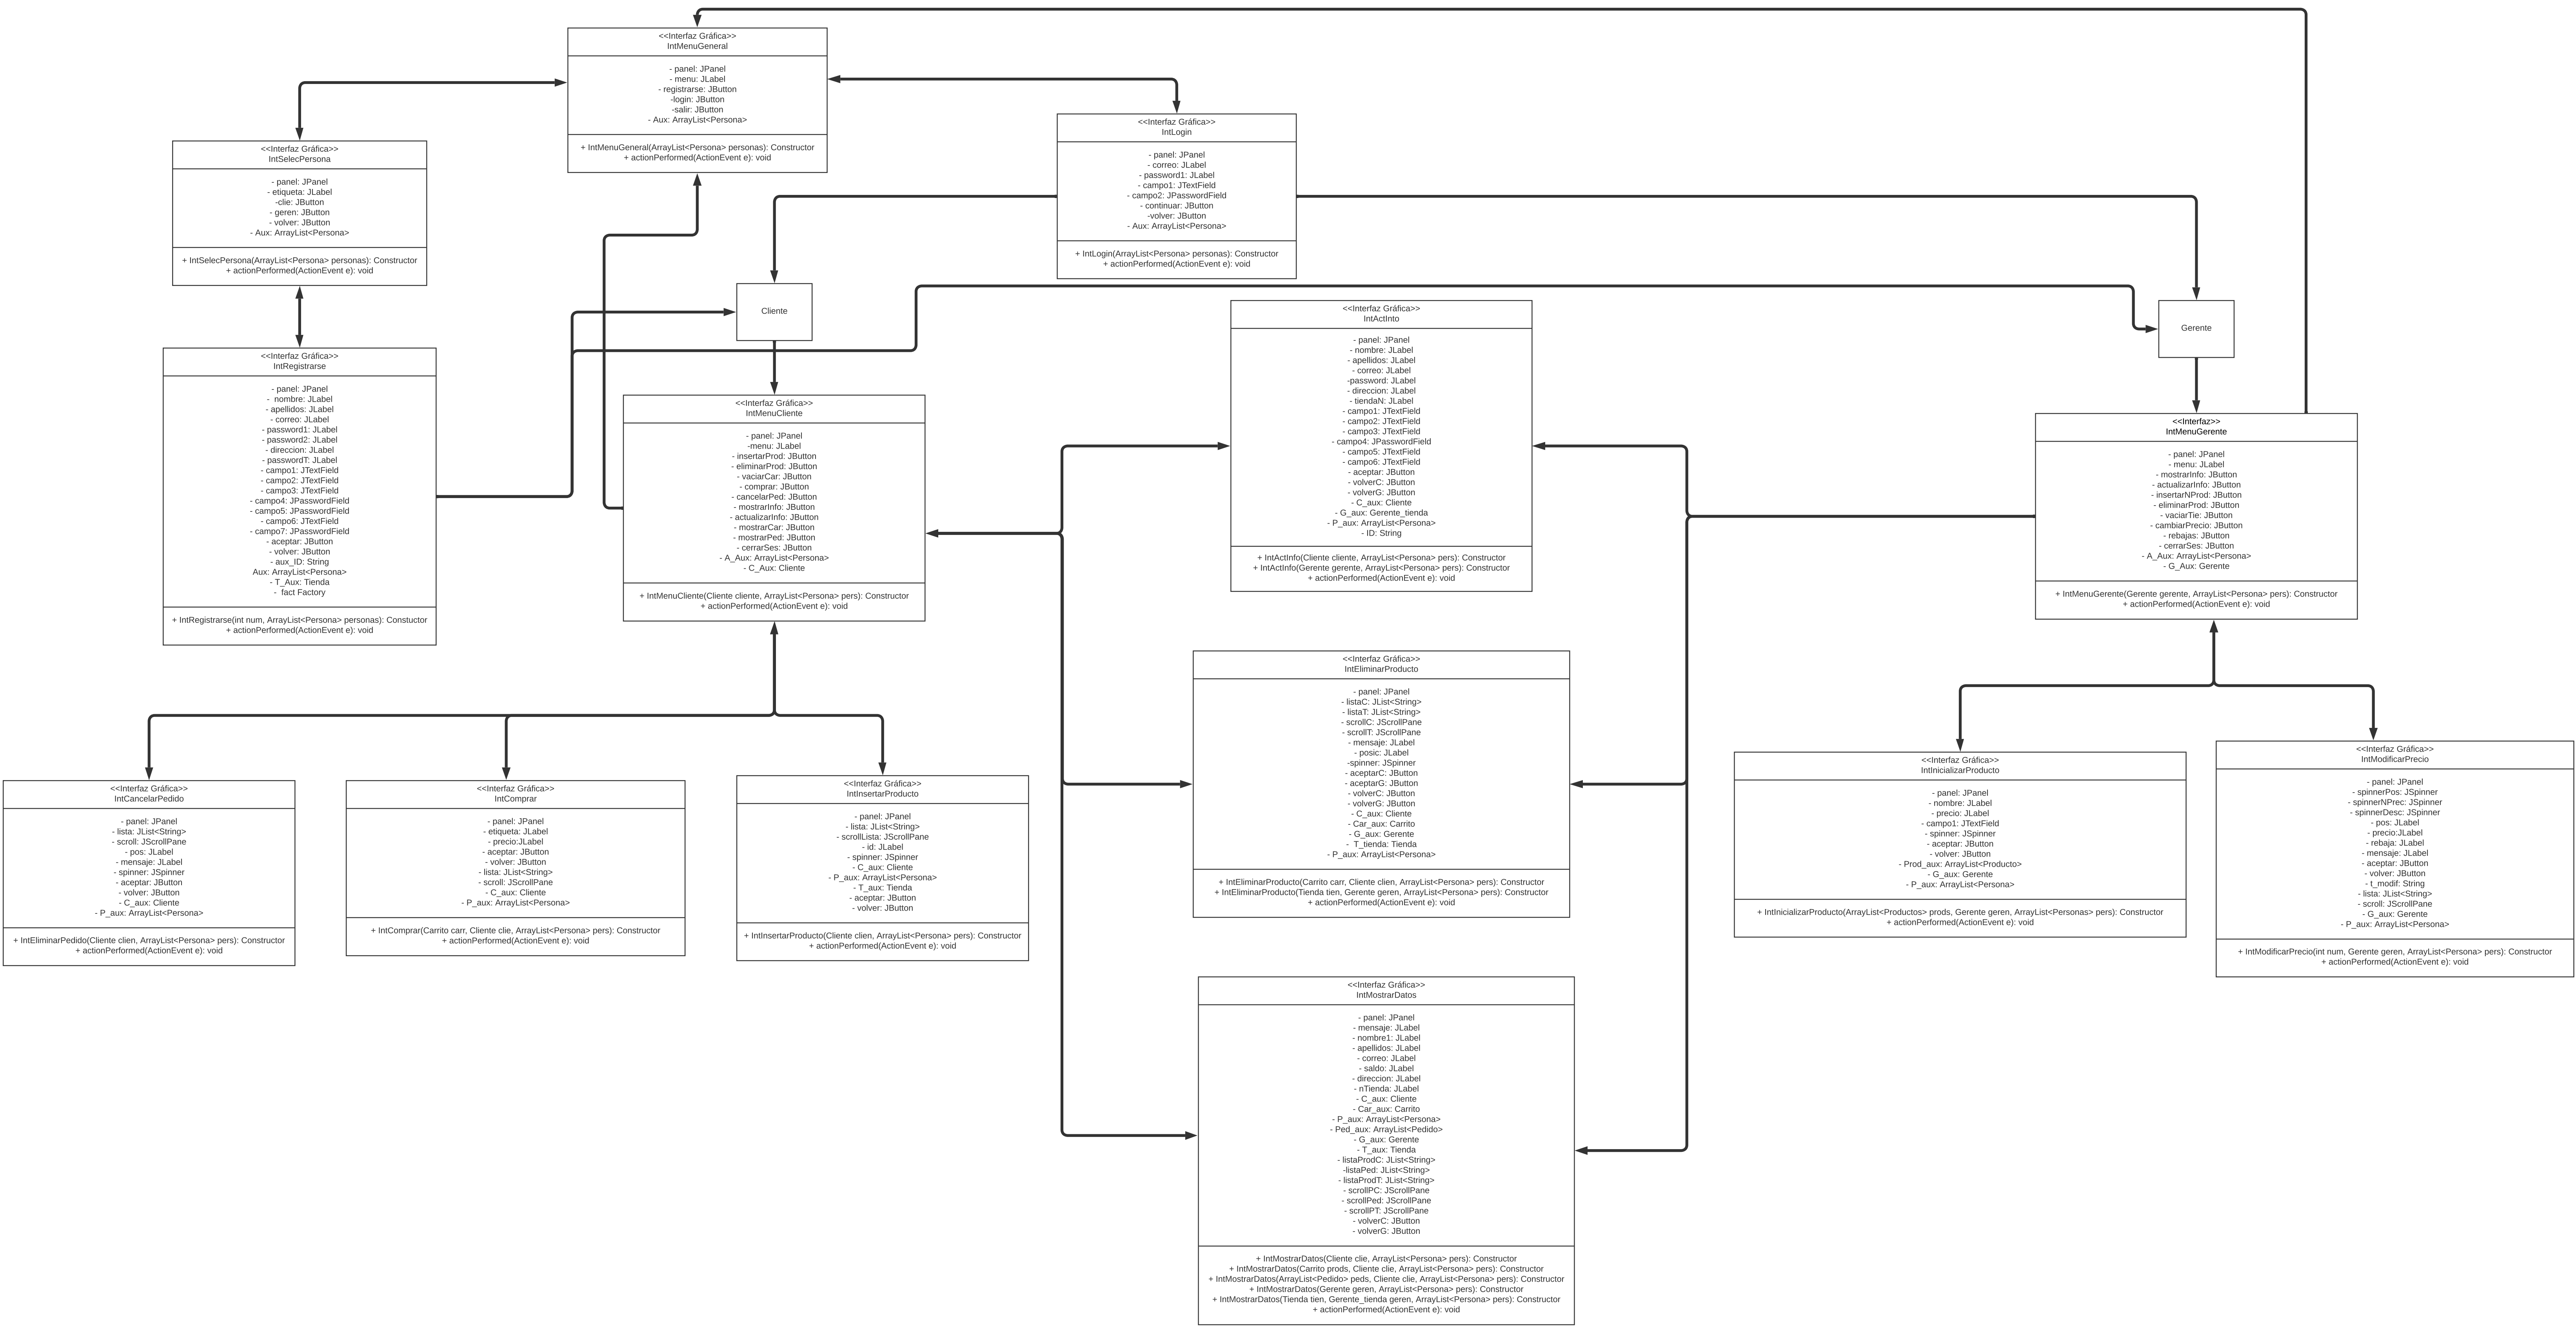 <<Interfaz Gráfica>>
IntMenuGeneral
- panel: JPanel
- menu: JLabel
- registrarse: JButton
-login: JButton
-salir: JButton
- Aux: ArrayList<Persona>
+ IntMenuGeneral(ArrayList<Persona> personas): Constructor
+ actionPerformed(ActionEvent e): void
<<Interfaz Gráfica>>
IntLogin
- panel: JPanel
- correo: JLabel
- password1: JLabel
- campo1: JTextField
- campo2: JPasswordField
- continuar: JButton
-volver: JButton
- Aux: ArrayList<Persona>
+ IntLogin(ArrayList<Persona> personas): Constructor
+ actionPerformed(ActionEvent e): void
<<Interfaz Gráfica>>
IntSelecPersona
- panel: JPanel
- etiqueta: JLabel
-clie: JButton
- geren: JButton
- volver: JButton
- Aux: ArrayList<Persona>
+ IntSelecPersona(ArrayList<Persona> personas): Constructor
+ actionPerformed(ActionEvent e): void
Cliente
Gerente
<<Interfaz Gráfica>>
IntRegistrarse
- panel: JPanel
-  nombre: JLabel
- apellidos: JLabel
- correo: JLabel
- password1: JLabel
- password2: JLabel
- direccion: JLabel
- passwordT: JLabel
- campo1: JTextField
- campo2: JTextField
- campo3: JTextField
- campo4: JPasswordField
- campo5: JPasswordField
- campo6: JTextField
- campo7: JPasswordField
- aceptar: JButton
- volver: JButton
- aux_ID: String
Aux: ArrayList<Persona>
- T_Aux: Tienda
-  fact Factory
+ IntRegistrarse(int num, ArrayList<Persona> personas): Constuctor
+ actionPerformed(ActionEvent e): void
<<Interfaz Gráfica>>
IntMenuCliente
- panel: JPanel
-menu: JLabel
- insertarProd: JButton
- eliminarProd: JButton
- vaciarCar: JButton
- comprar: JButton
- cancelarPed: JButton
- mostrarInfo: JButton
- actualizarInfo: JButton
- mostrarCar: JButton
- mostrarPed: JButton
- cerrarSes: JButton
- A_Aux: ArrayList<Persona>
- C_Aux: Cliente
+ IntMenuCliente(Cliente cliente, ArrayList<Persona> pers): Constructor
+ actionPerformed(ActionEvent e): void
<<Interfaz Gráfica>>
IntActInto
- panel: JPanel
- nombre: JLabel
- apellidos: JLabel
- correo: JLabel
-password: JLabel
- direccion: JLabel
- tiendaN: JLabel
- campo1: JTextField
- campo2: JTextField
- campo3: JTextField
- campo4: JPasswordField
- campo5: JTextField
- campo6: JTextField
- aceptar: JButton
- volverC: JButton
- volverG: JButton
- C_aux: Cliente
- G_aux: Gerente_tienda
- P_aux: ArrayList<Persona>
- ID: String
+ IntActInfo(Cliente cliente, ArrayList<Persona> pers): Constructor
+ IntActInfo(Gerente gerente, ArrayList<Persona> pers): Constructor
+ actionPerformed(ActionEvent e): void
<<Interfaz>>
IntMenuGerente
- panel: JPanel
- menu: JLabel
- mostrarInfo: JButton
- actualizarInfo: JButton
- insertarNProd: JButton
- eliminarProd: JButton
- vaciarTie: JButton
- cambiarPrecio: JButton
- rebajas: JButton
- cerrarSes: JButton
- A_Aux: ArrayList<Persona>
- G_Aux: Gerente
+ IntMenuGerente(Gerente gerente, ArrayList<Persona> pers): Constructor
+ actionPerformed(ActionEvent e): void
<<Interfaz Gráfica>>
IntEliminarProducto
- panel: JPanel
- listaC: JList<String>
- listaT: JList<String>
- scrollC: JScrollPane
- scrollT: JScrollPane
- mensaje: JLabel
- posic: JLabel
-spinner: JSpinner
- aceptarC: JButton
- aceptarG: JButton
- volverC: JButton
- volverG: JButton
- C_aux: Cliente
- Car_aux: Carrito
- G_aux: Gerente
-  T_tienda: Tienda
- P_aux: ArrayList<Persona>
+ IntEliminarProducto(Carrito carr, Cliente clien, ArrayList<Persona> pers): Constructor
+ IntEliminarProducto(Tienda tien, Gerente geren, ArrayList<Persona> pers): Constructor
+ actionPerformed(ActionEvent e): void
<<Interfaz Gráfica>>
IntCancelarPedido
- panel: JPanel
- lista: JList<String>
- scroll: JScrollPane
- pos: JLabel
- mensaje: JLabel
- spinner: JSpinner
- aceptar: JButton
- volver: JButton
- C_aux: Cliente
- P_aux: ArrayList<Persona>
+ IntEliminarPedido(Cliente clien, ArrayList<Persona> pers): Constructor
+ actionPerformed(ActionEvent e): void
<<Interfaz Gráfica>>
IntComprar
- panel: JPanel
- etiqueta: JLabel
- precio:JLabel
- aceptar: JButton
- volver: JButton
- lista: JList<String>
- scroll: JScrollPane
- C_aux: Cliente
- P_aux: ArrayList<Persona>
+ IntComprar(Carrito carr, Cliente clie, ArrayList<Persona> pers): Constructor
+ actionPerformed(ActionEvent e): void
<<Interfaz Gráfica>>
IntInsertarProducto
- panel: JPanel
- lista: JList<String>
- scrollLista: JScrollPane
- id: JLabel
- spinner: JSpinner
- C_aux: Cliente
- P_aux: ArrayList<Persona>
- T_aux: Tienda
- aceptar: JButton
- volver: JButton
+ IntInsertarProducto(Cliente clien, ArrayList<Persona> pers): Constructor
+ actionPerformed(ActionEvent e): void
<<Interfaz Gráfica>>
IntInicializarProducto
- panel: JPanel
- nombre: JLabel
- precio: JLabel
- campo1: JTextField
- spinner: JSpinner
- aceptar: JButton
- volver: JButton
- Prod_aux: ArrayList<Producto>
- G_aux: Gerente
- P_aux: ArrayList<Persona>
+ IntInicializarProducto(ArrayList<Productos> prods, Gerente geren, ArrayList<Personas> pers): Constructor
+ actionPerformed(ActionEvent e): void
<<Interfaz Gráfica>>
IntModificarPrecio
- panel: JPanel
- spinnerPos: JSpinner
- spinnerNPrec: JSpinner
- spinnerDesc: JSpinner
- pos: JLabel
- precio:JLabel
- rebaja: JLabel
- mensaje: JLabel
- aceptar: JButton
- volver: JButton
- t_modif: String
- lista: JList<String>
- scroll: JScrollPane
- G_aux: Gerente
- P_aux: ArrayList<Persona>
+ IntModificarPrecio(int num, Gerente geren, ArrayList<Persona> pers): Constructor
+ actionPerformed(ActionEvent e): void
<<Interfaz Gráfica>>
IntMostrarDatos
- panel: JPanel
- mensaje: JLabel
- nombre1: JLabel
- apellidos: JLabel
- correo: JLabel
- saldo: JLabel
- direccion: JLabel
- nTienda: JLabel
- C_aux: Cliente
- Car_aux: Carrito
- P_aux: ArrayList<Persona>
- Ped_aux: ArrayList<Pedido>
- G_aux: Gerente
- T_aux: Tienda
- listaProdC: JList<String>
-listaPed: JList<String>
- listaProdT: JList<String>
- scrollPC: JScrollPane
- scrollPed: JScrollPane
- scrollPT: JScrollPane
- volverC: JButton
- volverG: JButton
+ IntMostrarDatos(Cliente clie, ArrayList<Persona> pers): Constructor
+ IntMostrarDatos(Carrito prods, Cliente clie, ArrayList<Persona> pers): Constructor
+ IntMostrarDatos(ArrayList<Pedido> peds, Cliente clie, ArrayList<Persona> pers): Constructor
+ IntMostrarDatos(Gerente geren, ArrayList<Persona> pers): Constructor
+ IntMostrarDatos(Tienda tien, Gerente_tienda geren, ArrayList<Persona> pers): Constructor
+ actionPerformed(ActionEvent e): void